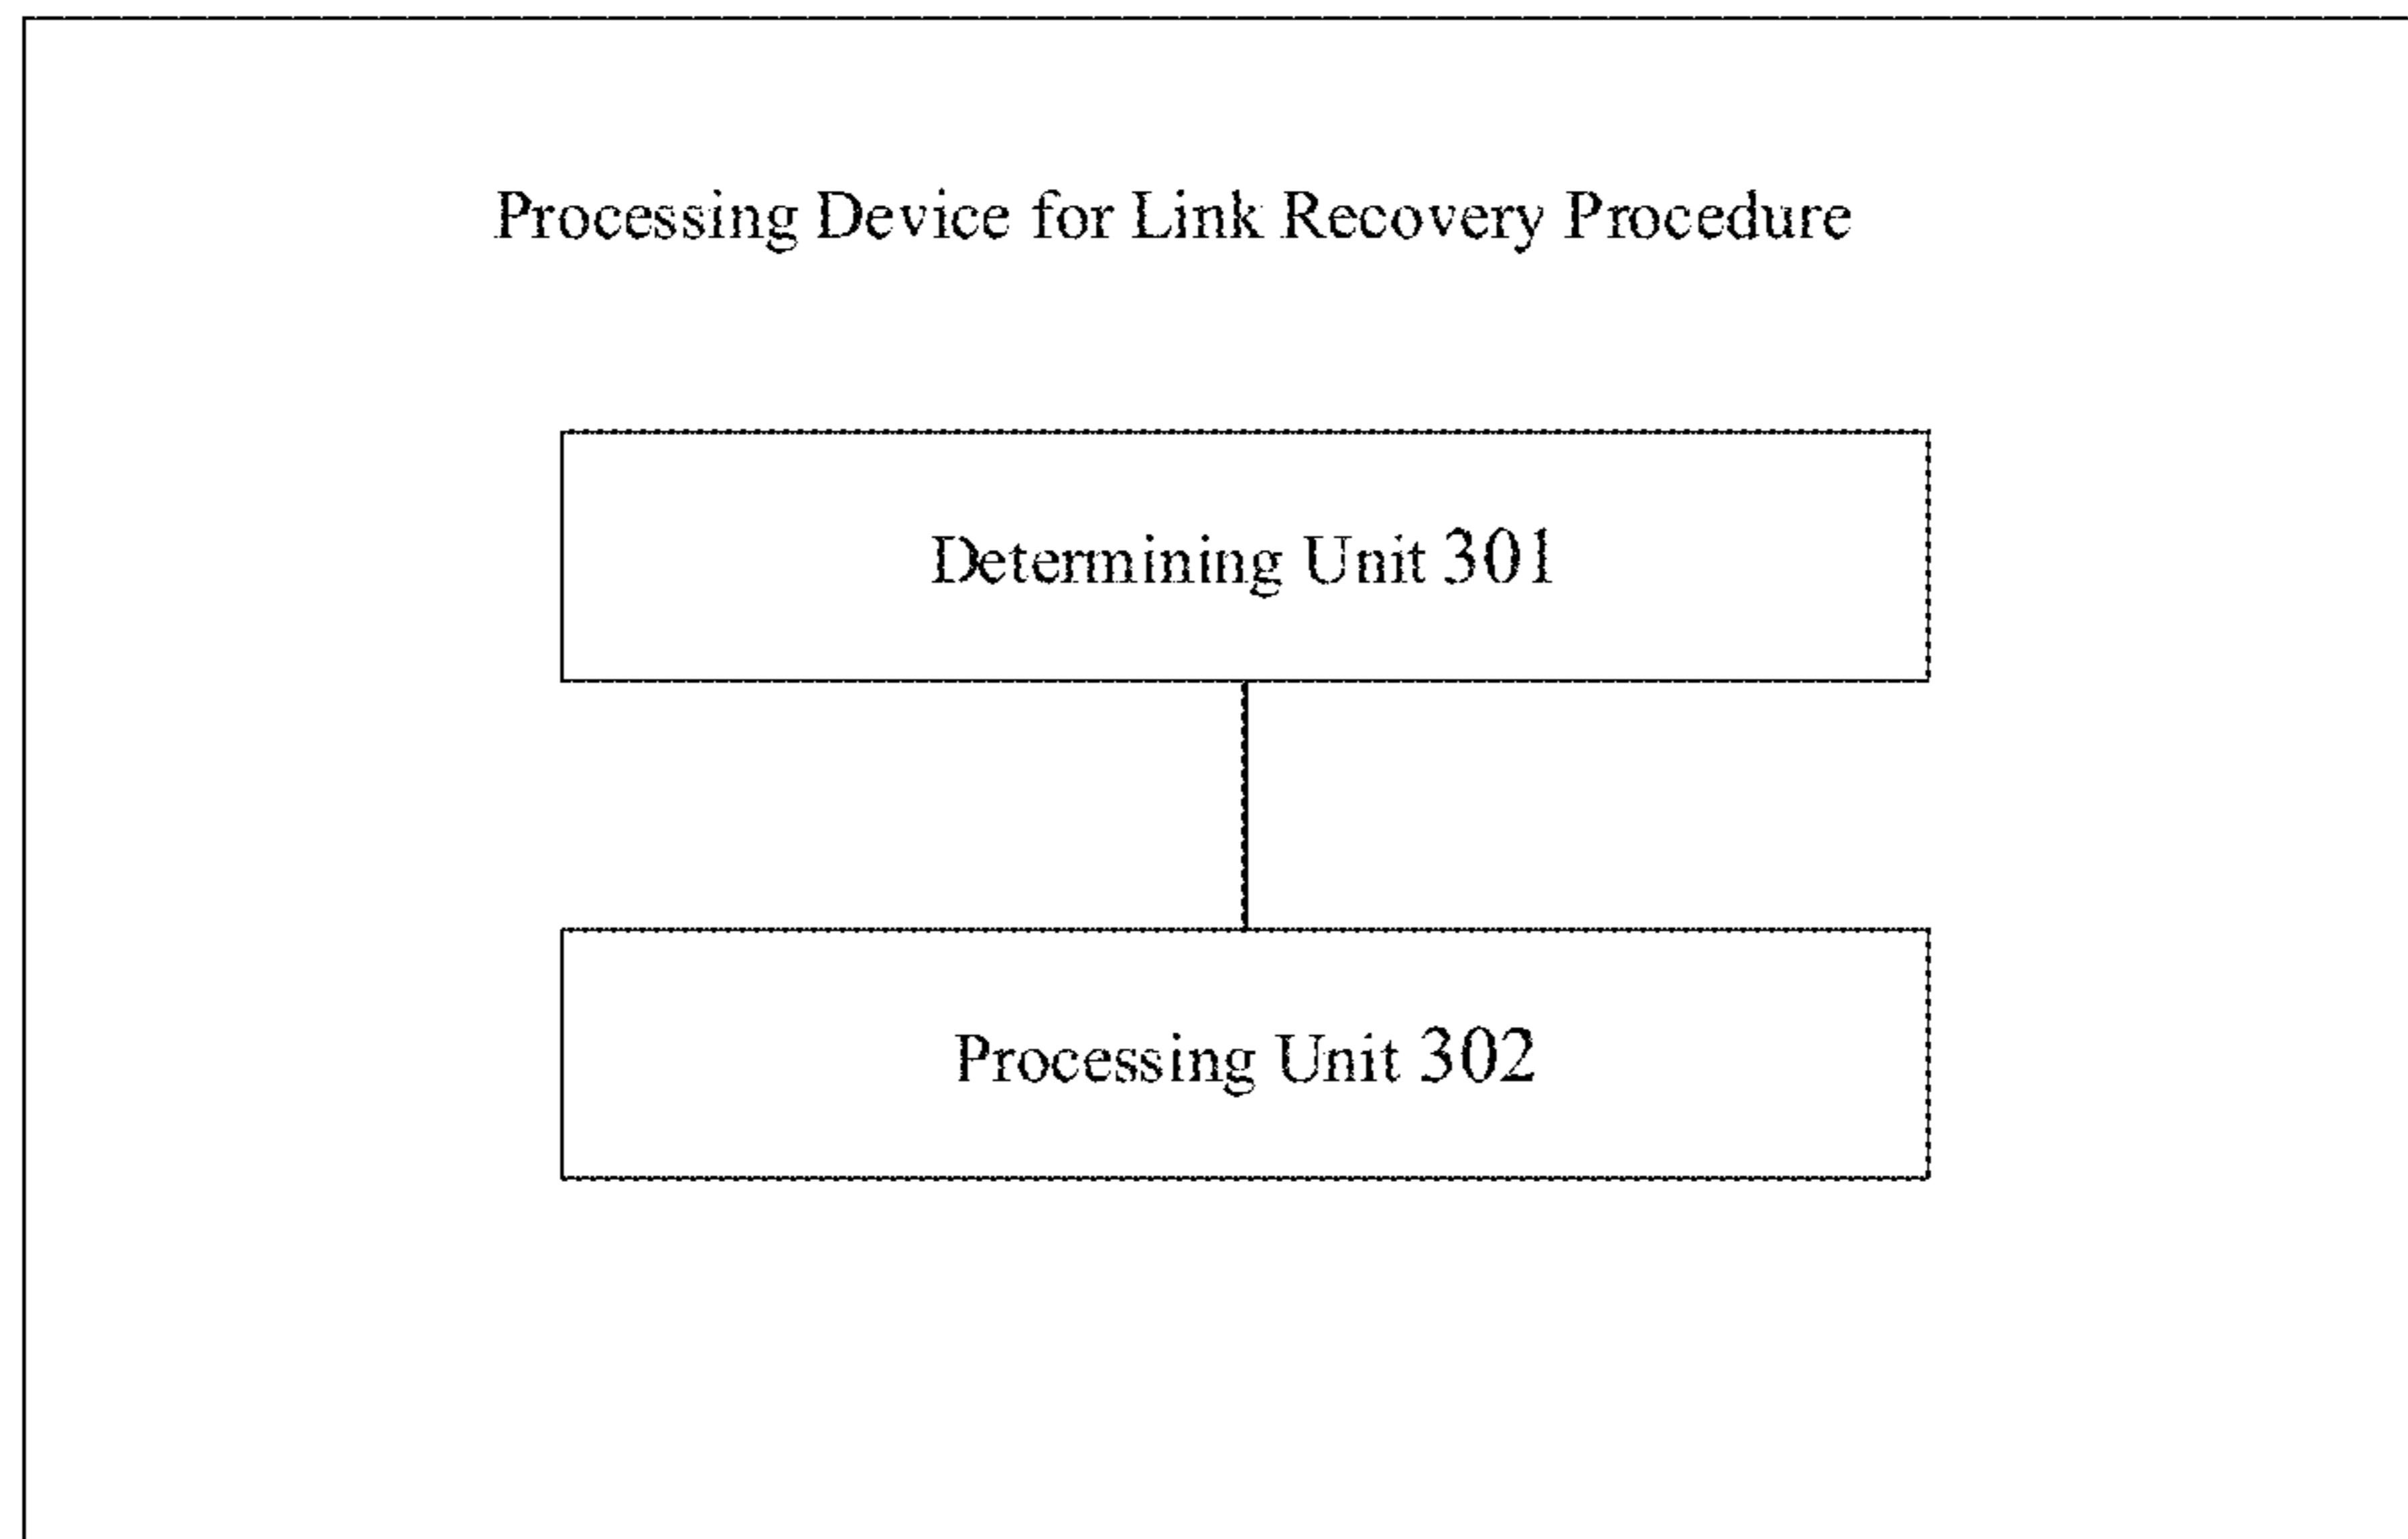 Processing Device for Link Recovery Procedure
Determining Unit 301
Processing Unit 302